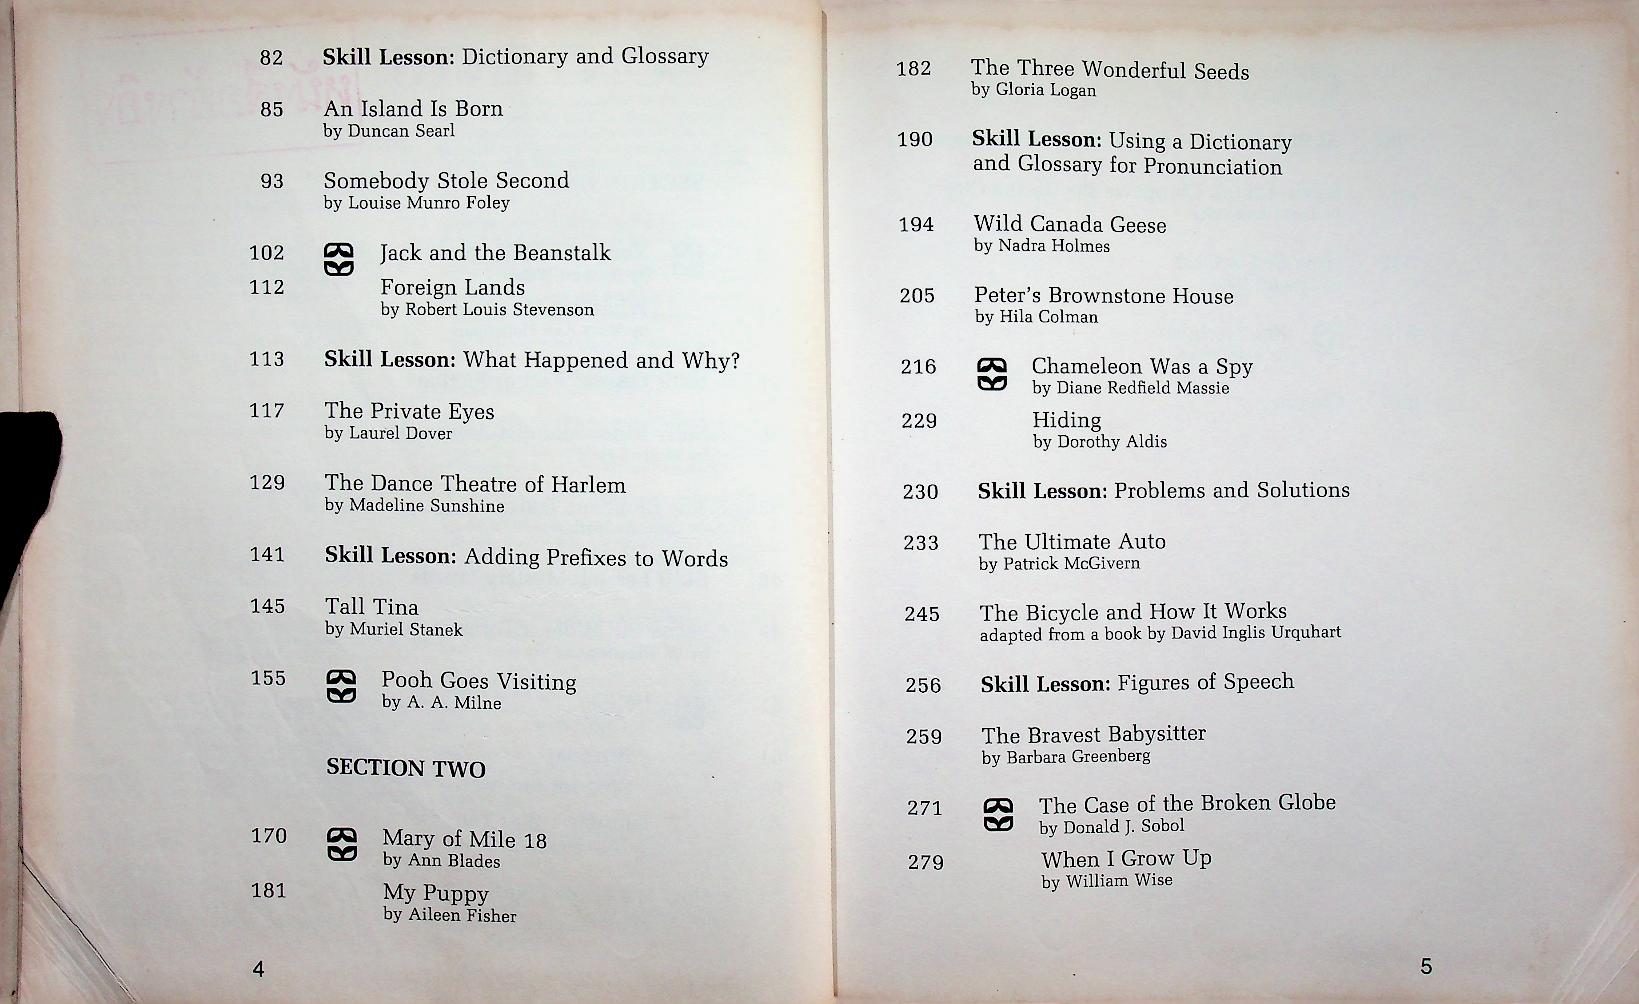 82 Skill Lesson: Dictionary and Glossary
85 An Island Is Born
by Duncan Searl
93 Somebody Stole Second
by Louise Munro Foley
102 Jack and the Beanstalk
112 Foreign Lands
by Robert Louis Stevenson
113 Skill Lesson: What Happened and Why?
117 The Private Eyes
by Laurel Dover
129 The Dance Theatre of Harlem
by Madeline Sunshine
141 Skill Lesson: Adding Prefixes to Words
145 Tall Tina
by Muriel Stanek
155 Pooh Goes Visiting
by A. A. Milne
SECTION TWO
170 Mary of Mile 18
by Ann Blades
181 My Puppy
by Aileen Fisher
4
182 The Three Wonderful Seeds
by Gloria Logan
190 Skill Lesson: Using a Dictionary
and Glossary for Pronunciation
194 Wild Canada Geese
by Nadra Holmes
205 Peter's Brownstone House
by Hila Colman
216 Chameleon Was a Spy
by Diane Redfield Massie
229 Hiding
by Dorothy Aldis
230 Skill Lesson: Problems and Solutions
233 The Ultimate Auto
by Patrick McGivern
245 The Bicycle and How It Works
adapted from a book by David Inglis Urquhart
256 Skill Lesson: Figures of Speech
259 The Bravest Babysitter
by Barbara Greenberg
271 The Case of the Broken Globe
by Donald J. Sobol
279 When I Grow Up
by William Wise
5